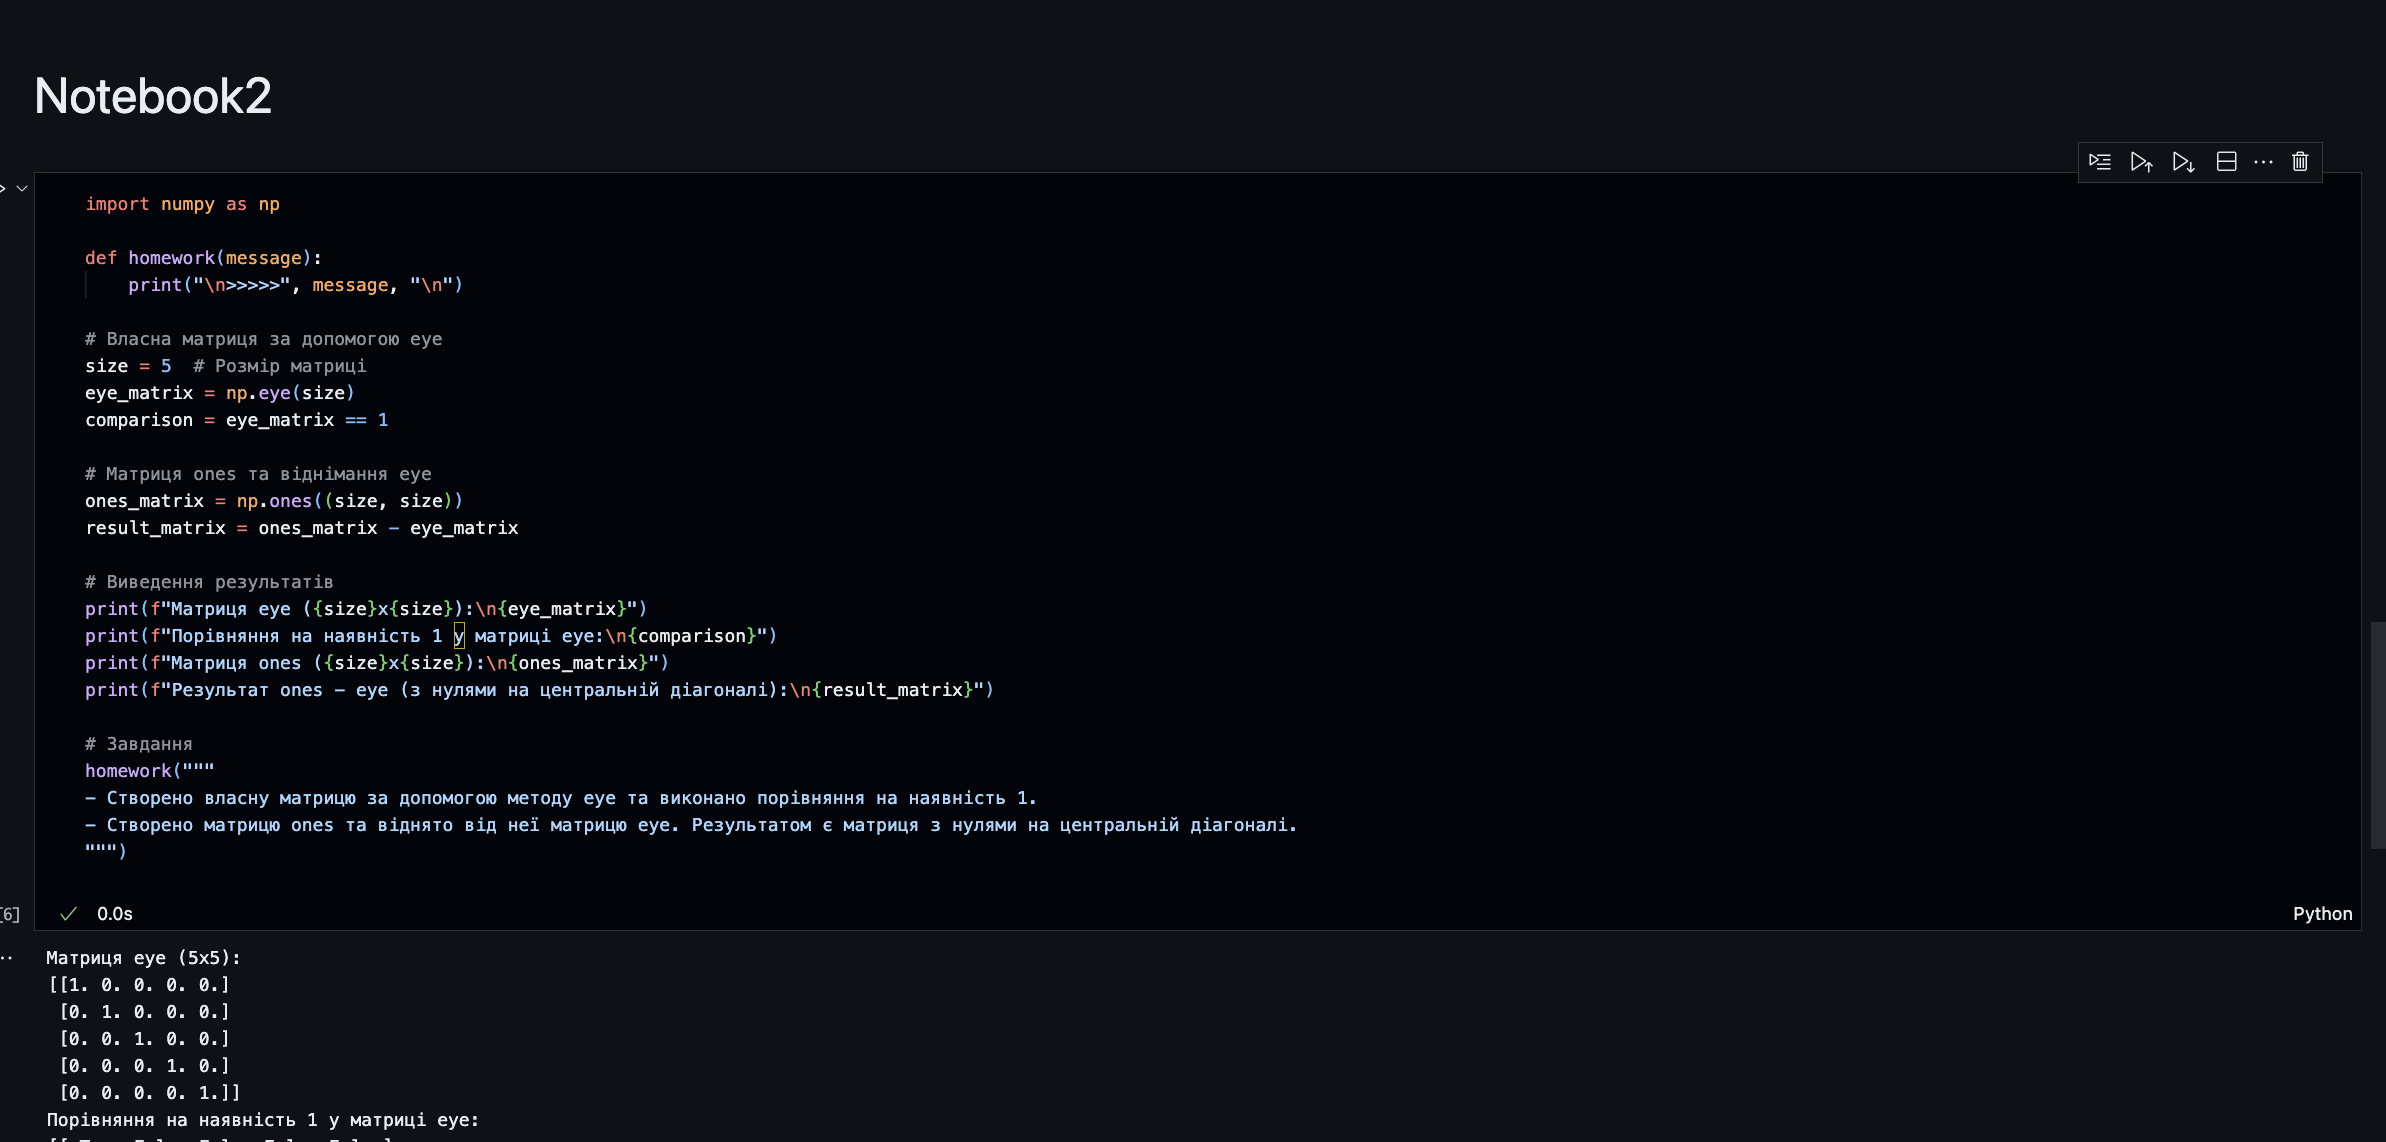 Notebook2
import numpy as np
def homework(message):
    print("\n>>>>>", message, "\n")
# Власна матриця за допомогою eye
size = 5  # Розмір матриці
eye_matrix = np.eye(size)
comparison = eye_matrix == 1
# Матриця ones та віднімання eye
ones_matrix = np.ones((size, size))
result_matrix = ones_matrix - eye_matrix
# Виведення результатів
print(f"Матриця eye ({size}x{size}):\n{eye_matrix}")
print(f"Порівняння на наявність 1 у матриці eye:\n{comparison}")
print(f"Матриця ones ({size}x{size}):\n{ones_matrix}")
print(f"Результат ones - eye (з нулями на центральній діагоналі):\n{result_matrix}")
# Завдання
homework("""
- Створено власну матрицю за допомогою методу eye та виконано порівняння на наявність 1.
- Створено матрицю ones та віднято від неї матрицю eye. Результатом є матриця з нулями на центральній діагоналі.
""")
[6] 0.0s Python
Матриця eye (5x5):
[[1. 0. 0. 0. 0.]
 [0. 1. 0. 0. 0.]
 [0. 0. 1. 0. 0.]
 [0. 0. 0. 1. 0.]
 [0. 0. 0. 0. 1.]]
Порівняння на наявність 1 у матриці eye: